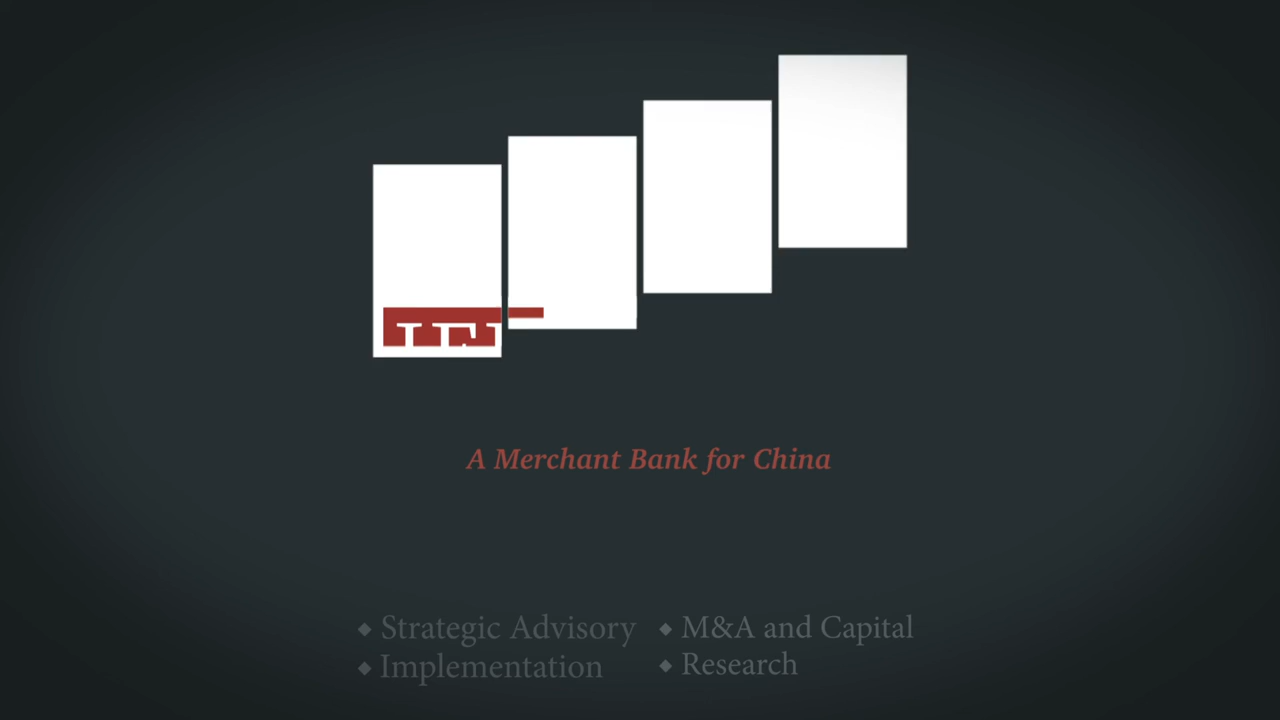 A Merchant Bank for China
◆ Strategic Advisory ◆ M&A and Capital
◆ Implementation ◆ Research